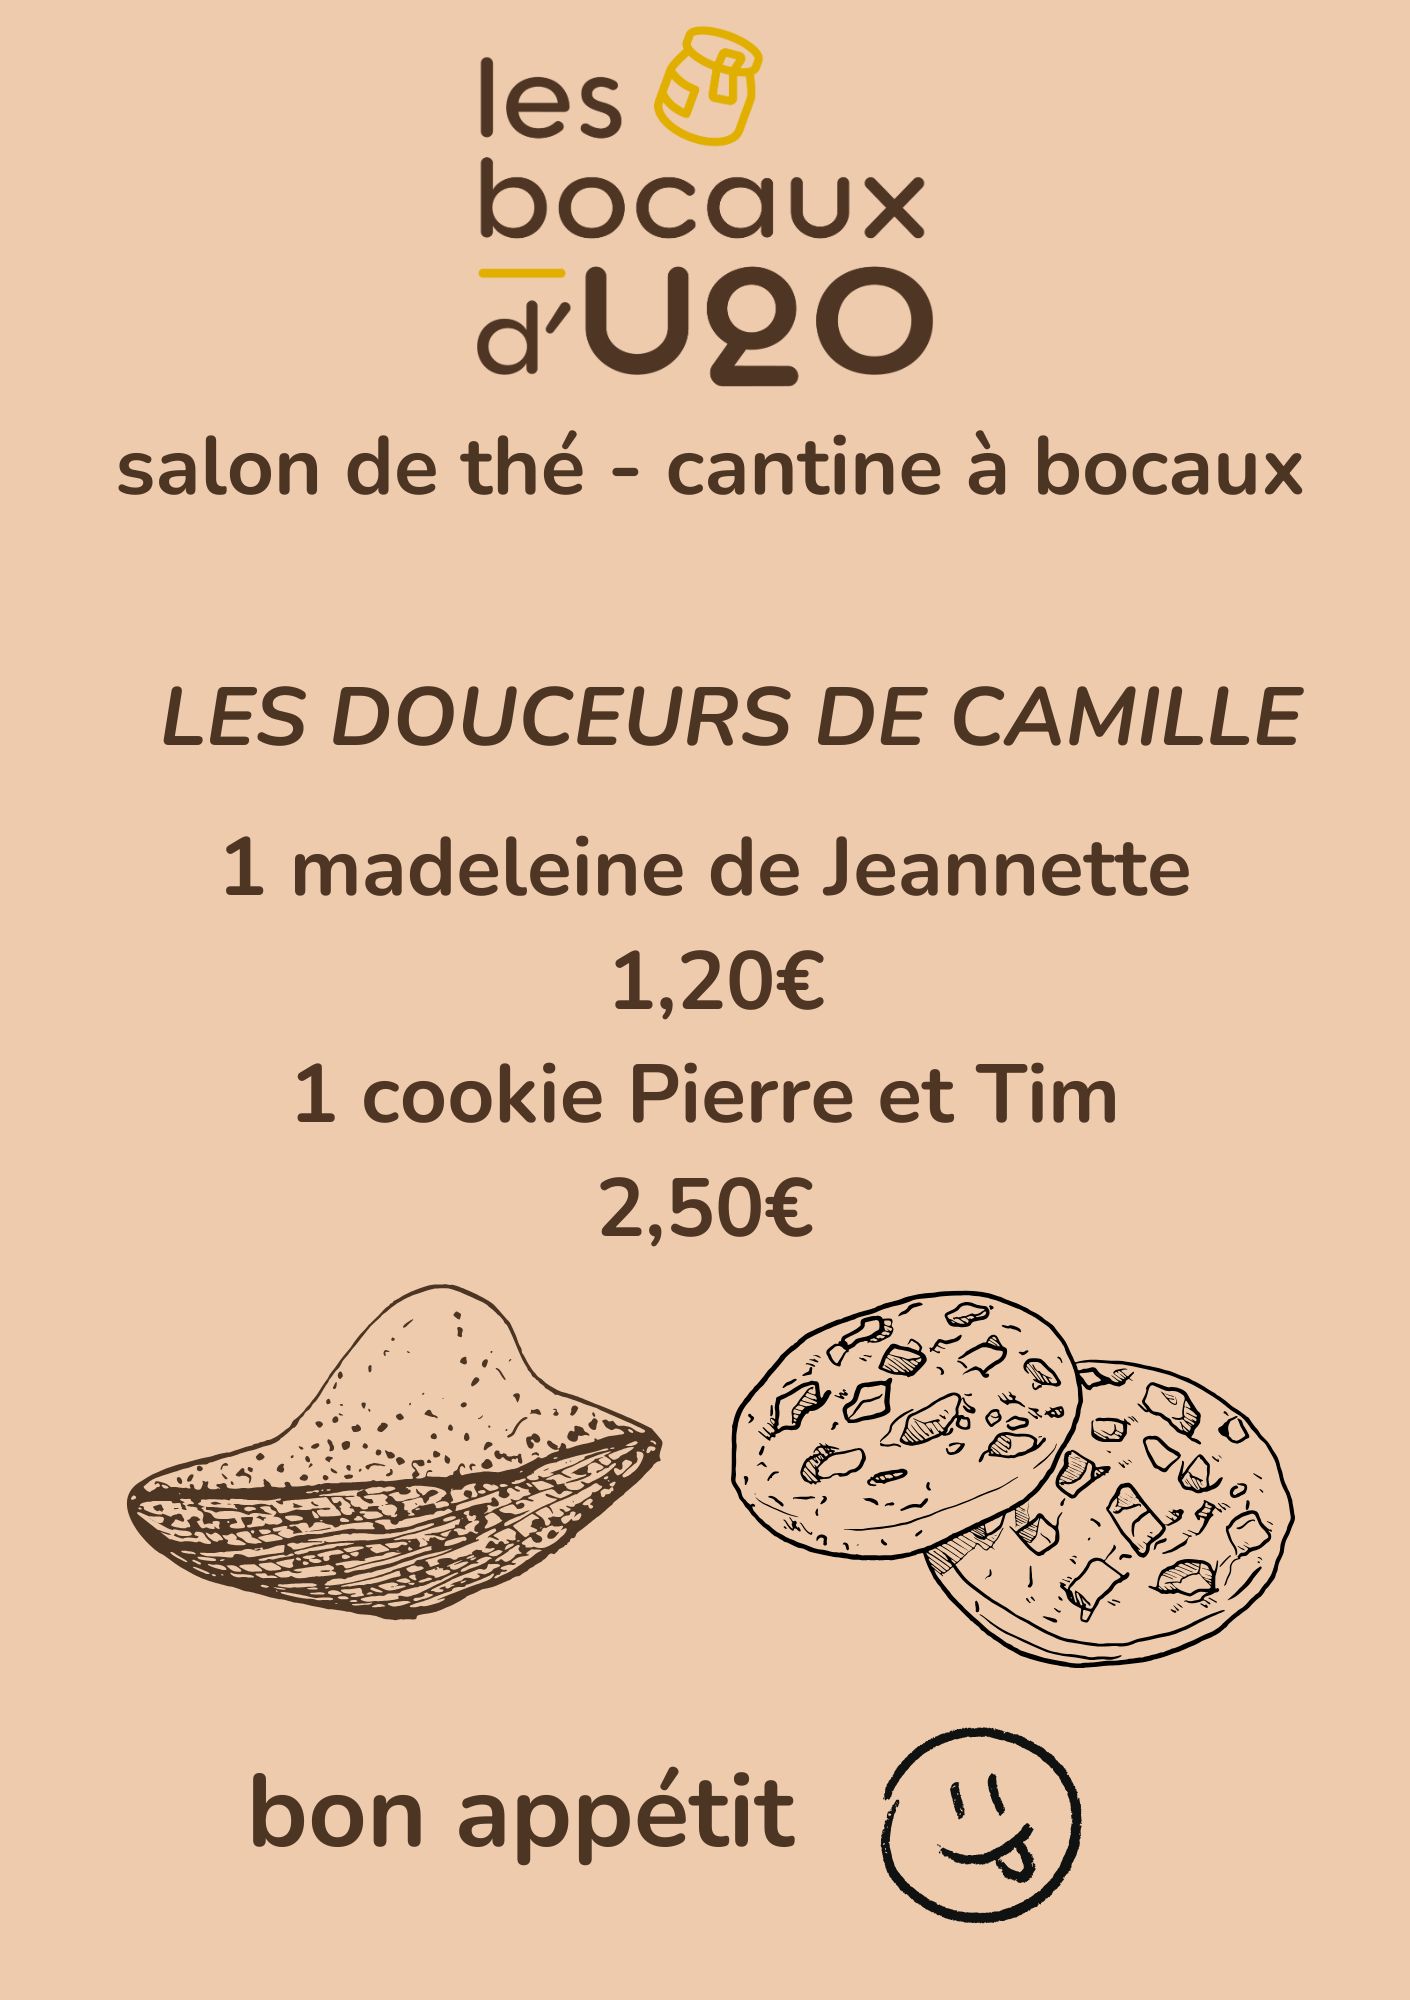 les
bocaux
d'UgO
salon de thé - cantine à bocaux
LES DOUCEURS DE CAMILLE
1 madeleine de Jeannette
1,20€
1 cookie Pierre et Tim
2,50€
bon appétit